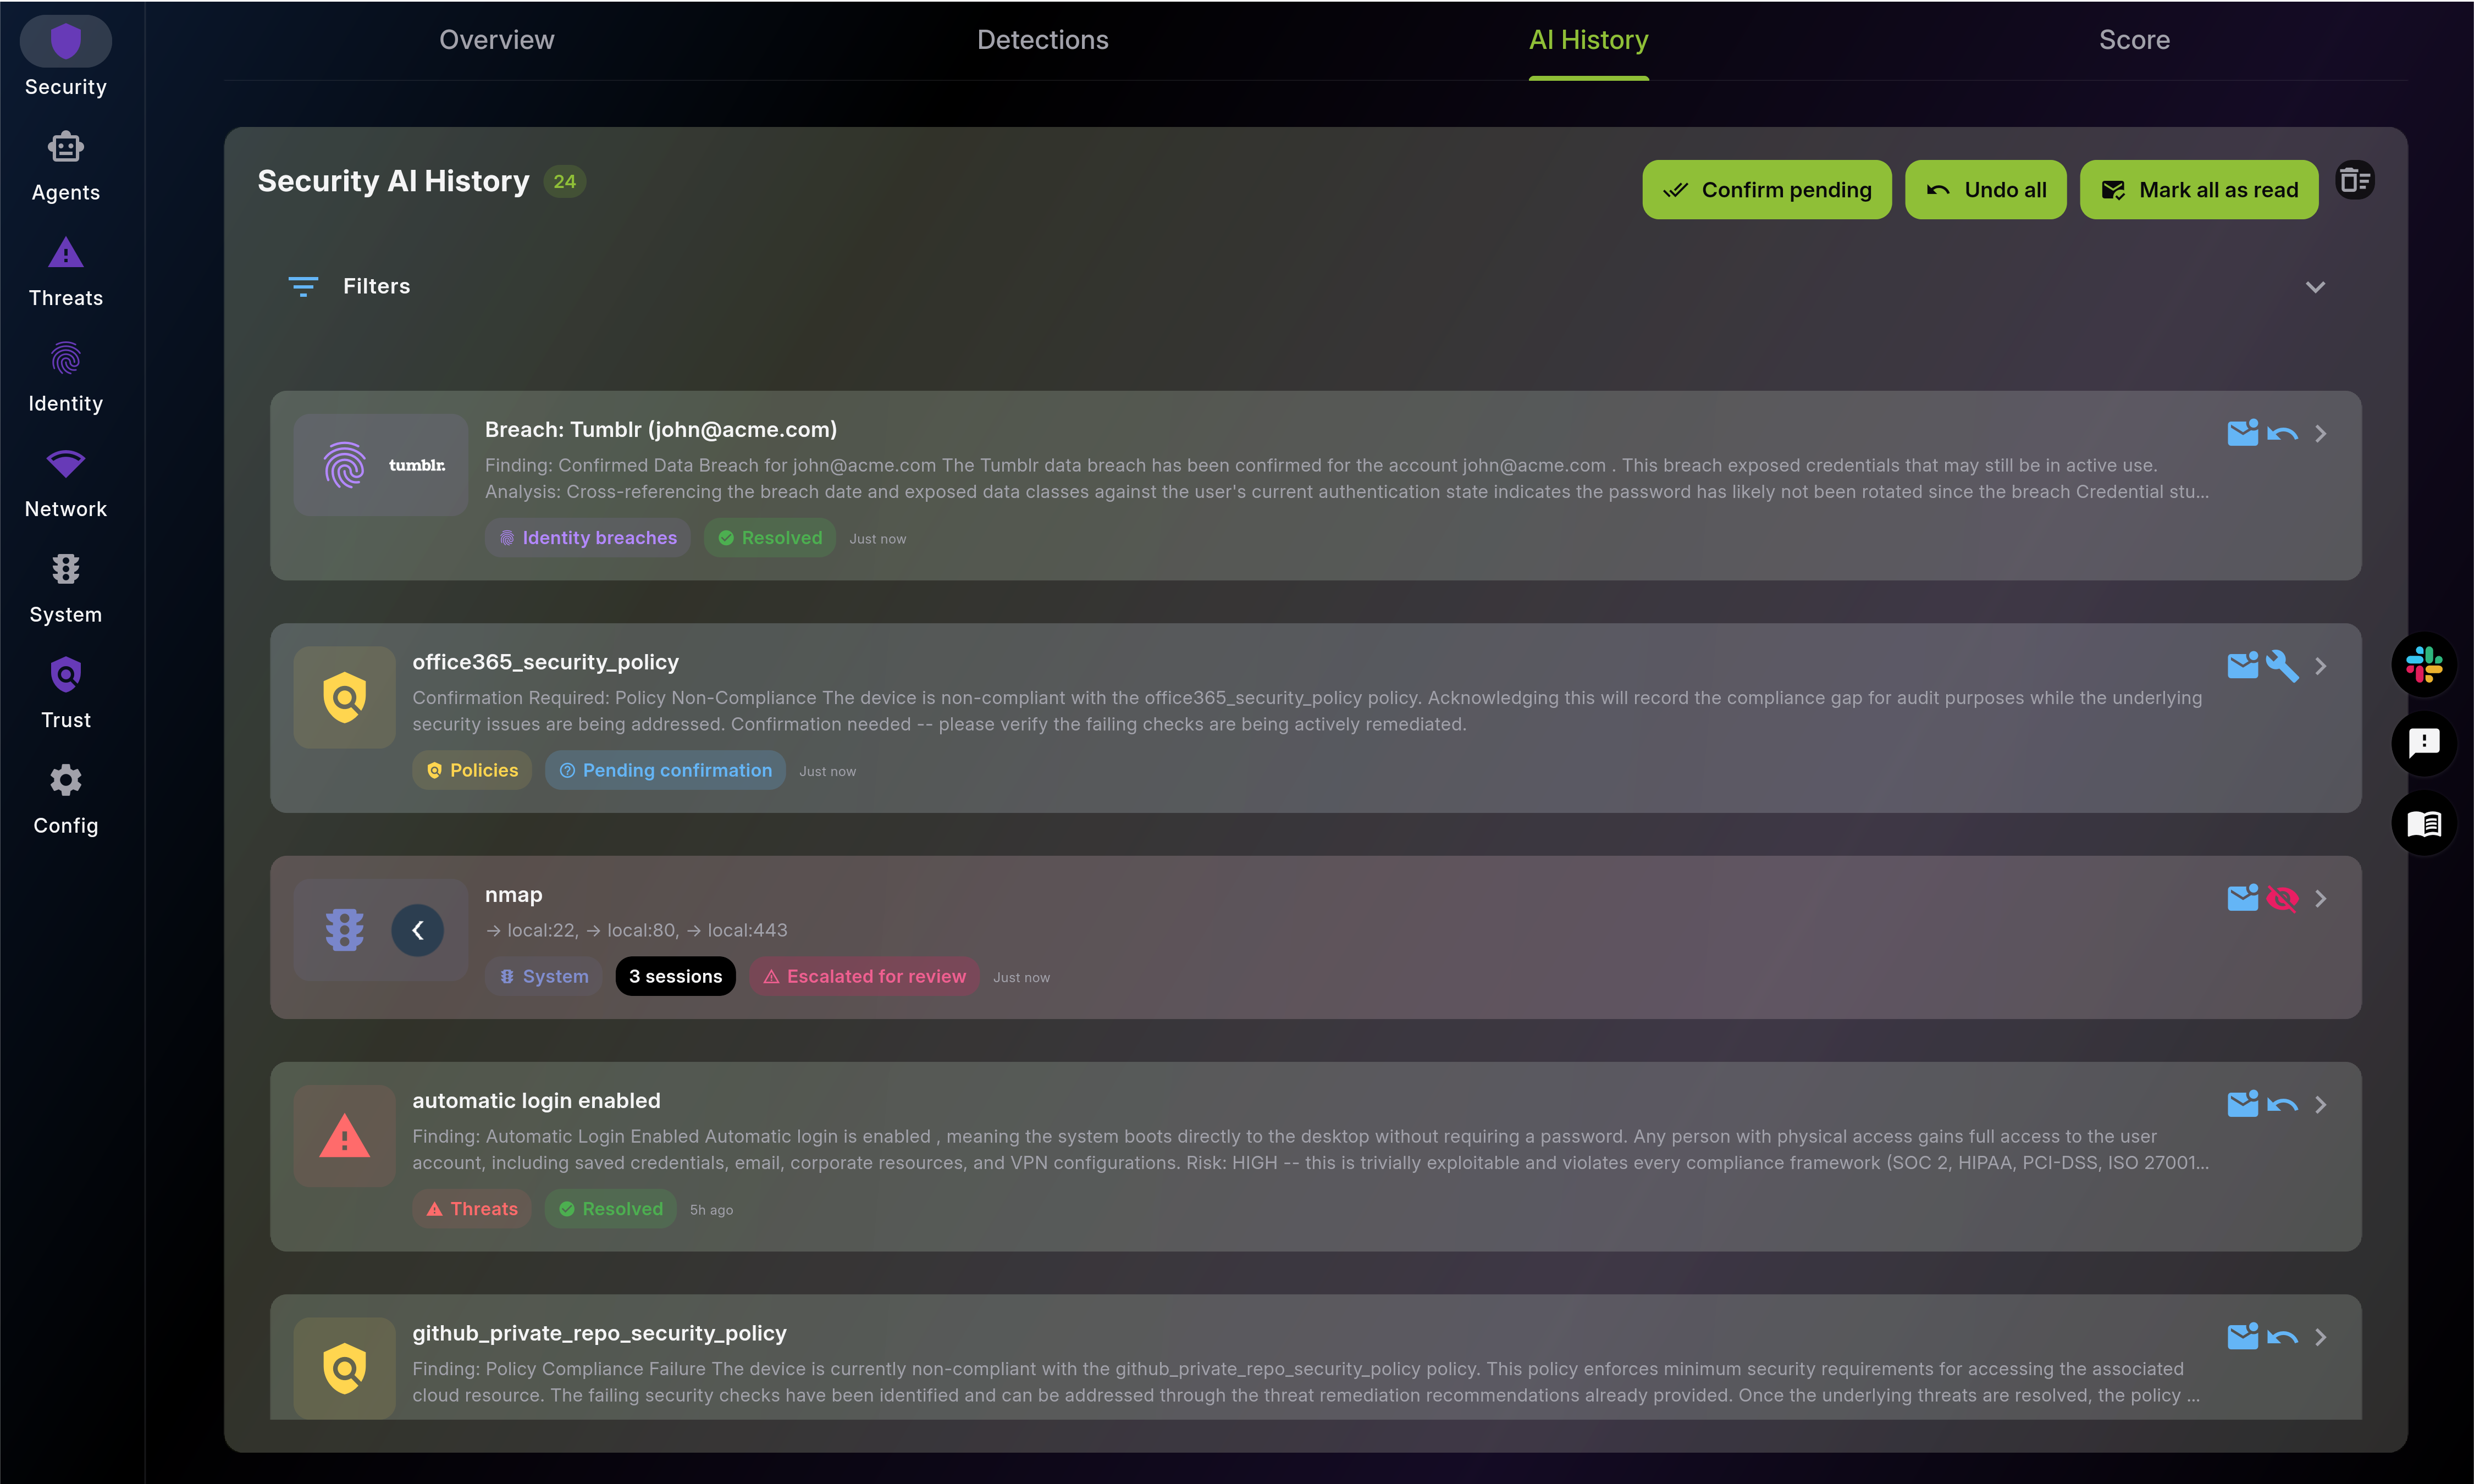 Security
Agents
Threats
Identity
Network
System
Trust
Config
Overview
Detections
AI History
Score
Security AI History 24
Confirm pending
Undo all
Mark all as read
Filters
tumblr.
Breach: Tumblr (john@acme.com)
Finding: Confirmed Data Breach for john@acme.com The Tumblr data breach has been confirmed for the account john@acme.com . This breach exposed credentials that may still be in active use.
Analysis: Cross-referencing the breach date and exposed data classes against the user's current authentication state indicates the password has likely not been rotated since the breach Credential stu...
Identity breaches Resolved Just now
office365_security_policy
Confirmation Required: Policy Non-Compliance The device is non-compliant with the office365_security_policy policy. Acknowledging this will record the compliance gap for audit purposes while the underlying
security issues are being addressed. Confirmation needed -- please verify the failing checks are being actively remediated.
Policies Pending confirmation Just now
nmap
→ local:22, → local:80, → local:443
System 3 sessions Escalated for review Just now
automatic login enabled
Finding: Automatic Login Enabled Automatic login is enabled , meaning the system boots directly to the desktop without requiring a password. Any person with physical access gains full access to the user
account, including saved credentials, email, corporate resources, and VPN configurations. Risk: HIGH -- this is trivially exploitable and violates every compliance framework (SOC 2, HIPAA, PCI-DSS, ISO 27001...
Threats Resolved 5h ago
github_private_repo_security_policy
Finding: Policy Compliance Failure The device is currently non-compliant with the github_private_repo_security_policy policy. This policy enforces minimum security requirements for accessing the associated
cloud resource. The failing security checks have been identified and can be addressed through the threat remediation recommendations already provided. Once the underlying threats are resolved, the policy ...